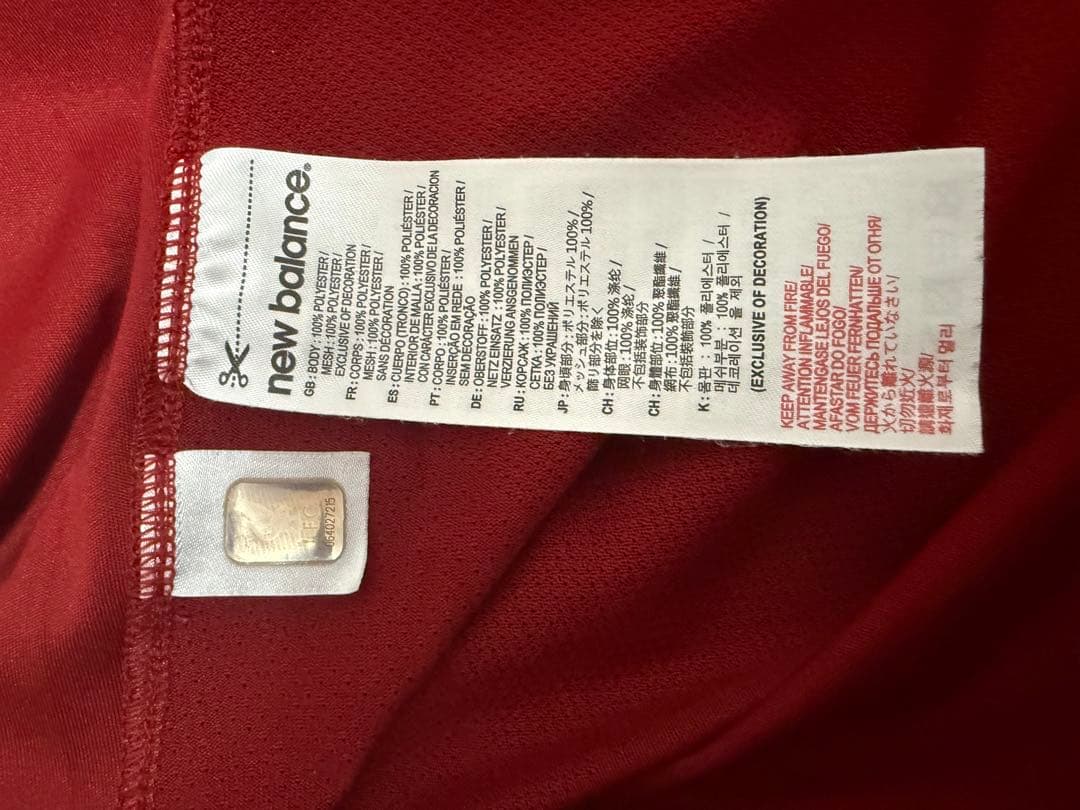 new balance
GB : BODY : 100% POLYESTER /
MESH : 100% POLYESTER /
EXCLUSIVE OF DECORATION
FR : CORPS : 100% POLYESTER /
MESH : 100% POLYESTER /
SANS DÉCORATION
ES : CUERPO (TRONCO) : 100% POLIÉSTER /
INTERIOR DE MALLA : 100% POLIÉSTER /
CON CARÁCTER EXCLUSIVO DE LA DECORACION
PT : CORPO : 100% POLIÉSTER /
INSERÇÃO EM REDE : 100% POLIÉSTER /
SEM DECORAÇÃO
DE : OBERSTOFF : 100% POLYESTER /
NETZ EINSATZ : 100% POLYESTER /
VERZIERUNG ANSGENOMMEN
RU : КОРСАЖ : 100% ПОЛИЭСТЕР /
СЕТКА : 100% ПОЛИЭСТЕР /
БЕЗ УКРАШЕНИЙ
JP : 身頃部分 : ポリエステル 100% /
メッシュ部分 : ポリエステル 100% /
飾り部分を除く
CH : 身体部位 : 100% 涤纶 /
网眼 : 100% 涤纶 /
不包括装饰部分
CH : 身體部位 : 100% 聚酯纖維 /
網布 : 100% 聚酯纖維 /
不包括裝飾部分
K : 몸판 : 100% 폴리에스터 /
매쉬부분 : 100% 폴리에스터 /
데코레이션 을 제외
(EXCLUSIVE OF DECORATION)
KEEP AWAY FROM FIRE/
ATTENTION INFLAMMABLE/
MANTENGASE LEJOS DEL FUEGO/
AFASTAR DO FOGO/
VOM FEUER FERNHATTEN/
ДЕРЖИТЕСЬ ПОДАЛЬШЕ ОТ ОГНЯ/
火から離れていなさい/
切勿近火/
請遠離火源/
화재로부터 멀리
LFC
064027215